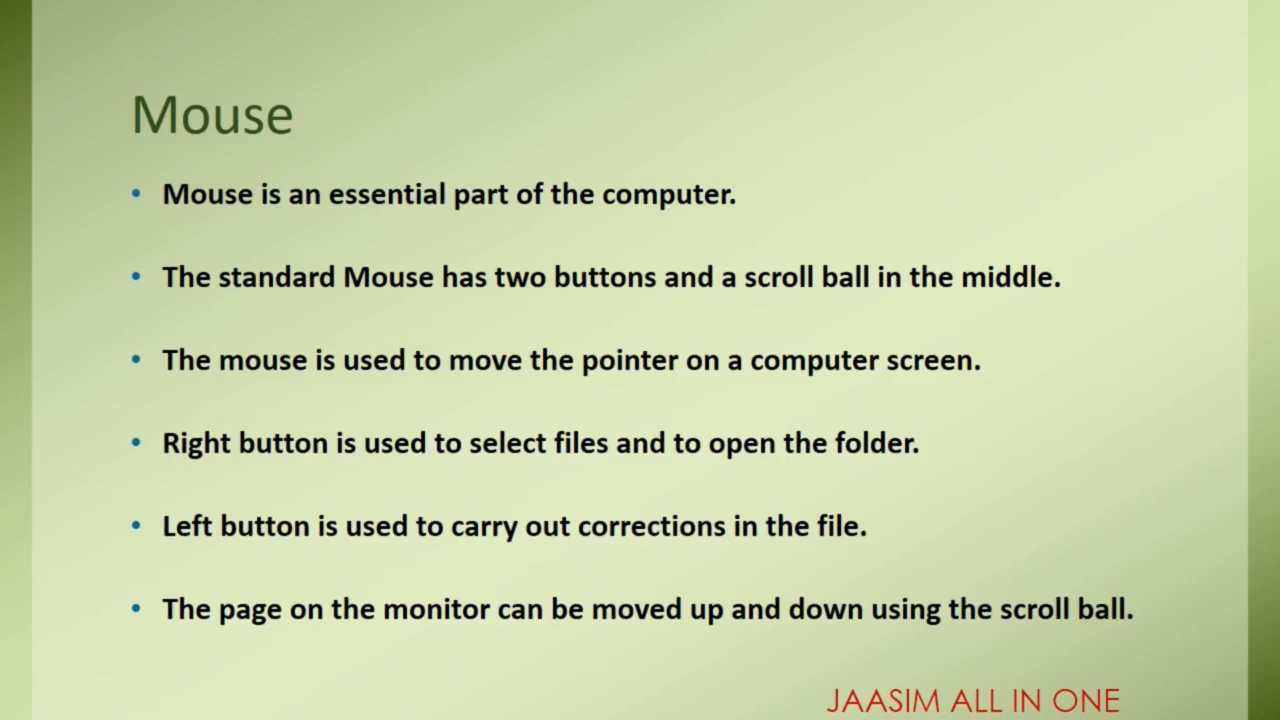 Mouse
• Mouse is an essential part of the computer.
• The standard Mouse has two buttons and a scroll ball in the middle.
• The mouse is used to move the pointer on a computer screen.
• Right button is used to select files and to open the folder.
• Left button is used to carry out corrections in the file.
• The page on the monitor can be moved up and down using the scroll ball.
JAASIM ALL IN ONE